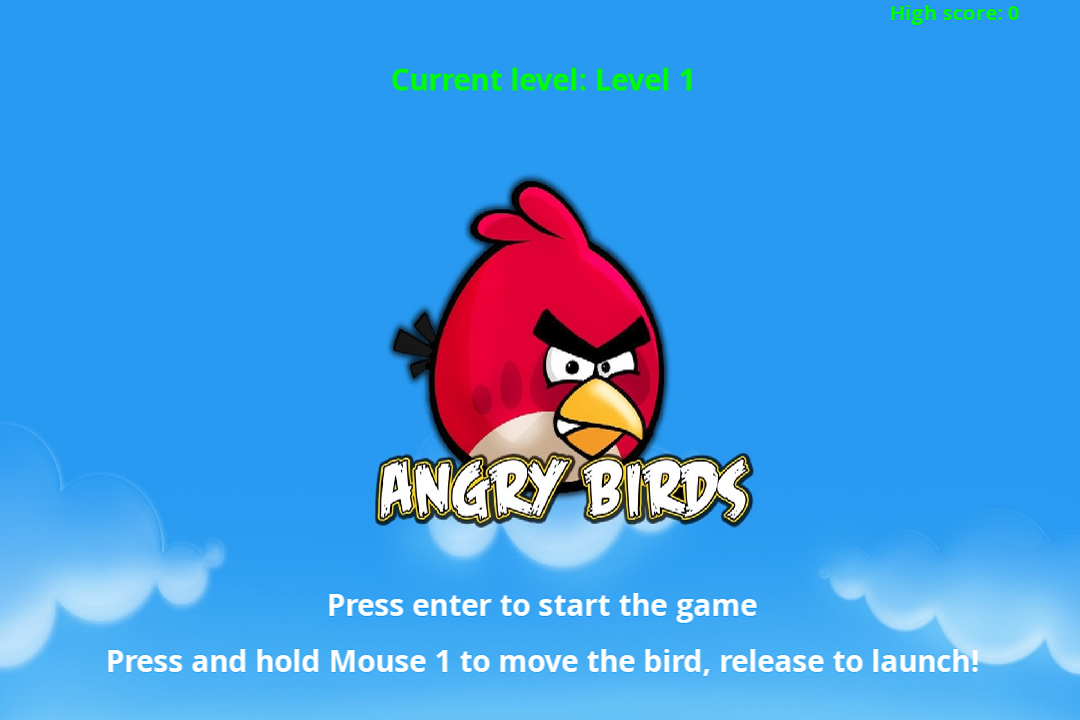 High score: 0
Current level: Level 1
ANGRY BIRDS
Press enter to start the game
Press and hold Mouse 1 to move the bird, release to launch!